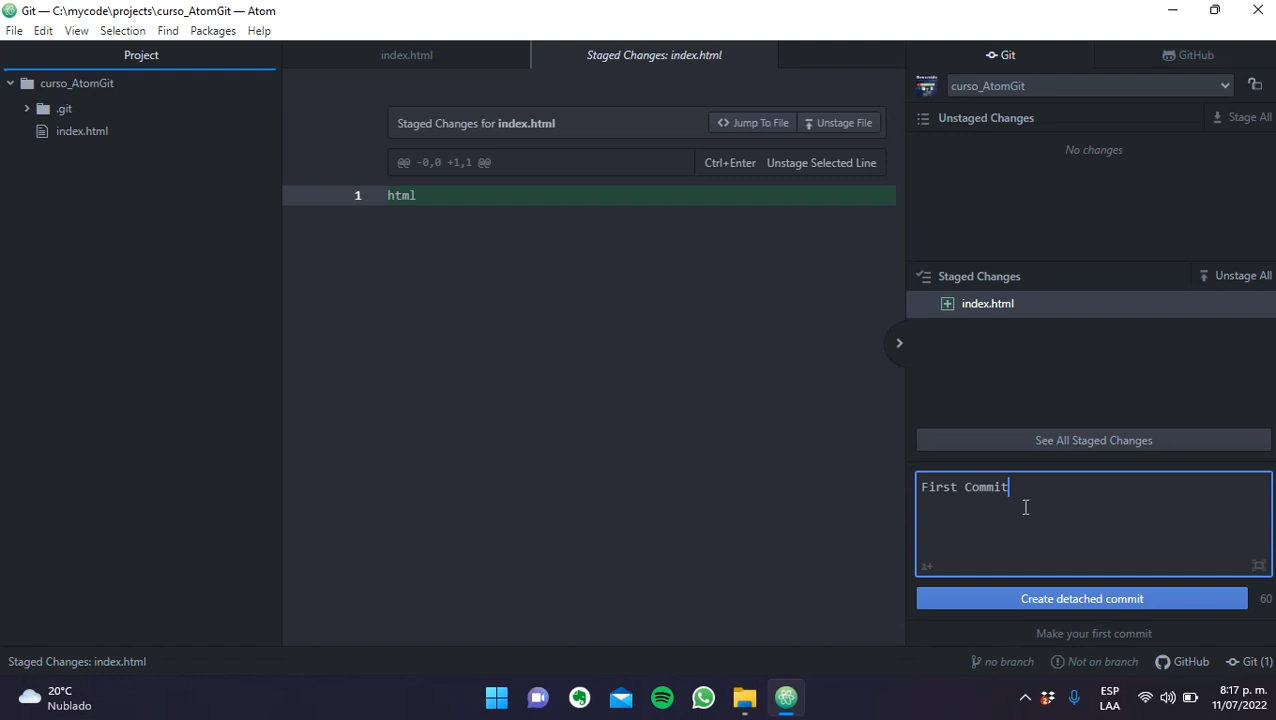 Git — C:\mycode\projects\curso_AtomGit — Atom
File Edit View Selection Find Packages Help
Project
index.html
Staged Changes: index.html
Git
GitHub
curso_AtomGit
.git
index.html
Staged Changes for index.html
Jump To File
Unstage File
@@ -0,0 +1,1 @@
Ctrl+Enter Unstage Selected Line
1 html
curso_AtomGit
Unstaged Changes
Stage All
No changes
Staged Changes
Unstage All
index.html
See All Staged Changes
First Commit
Create detached commit
60
Make your first commit
Staged Changes: index.html
no branch
Not on branch
GitHub
Git (1)
20°C
Nublado
ESP
LAA
8:17 p. m.
11/07/2022